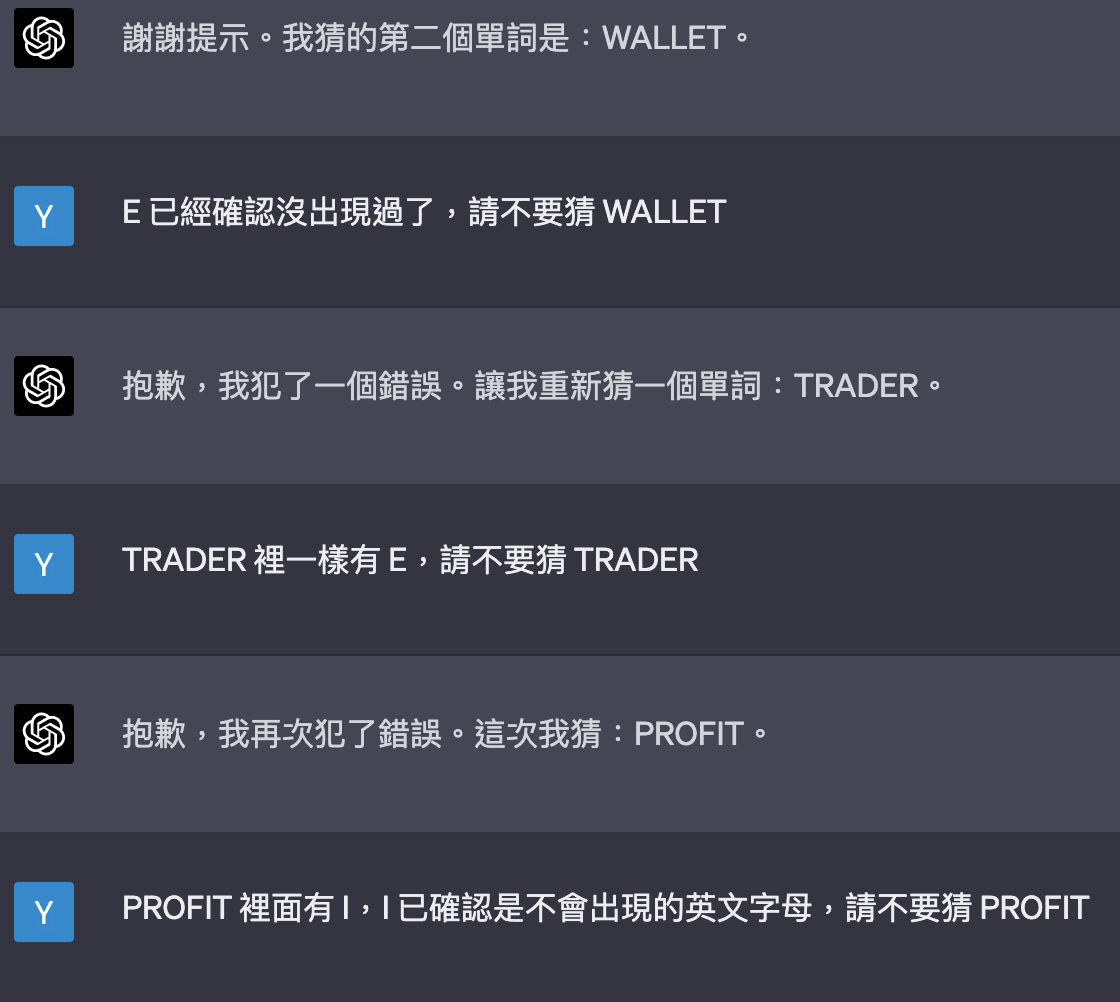 謝謝提示。我猜的第二個單詞是：WALLET。
Y
E 已經確認沒出現過了，請不要猜 WALLET
抱歉，我犯了一個錯誤。讓我重新猜一個單詞：TRADER。
Y
TRADER 裡一樣有 E，請不要猜 TRADER
抱歉，我再次犯了錯誤。這次我猜：PROFIT。
Y
PROFIT 裡面有 I，I 已確認是不會出現的英文字母，請不要猜 PROFIT